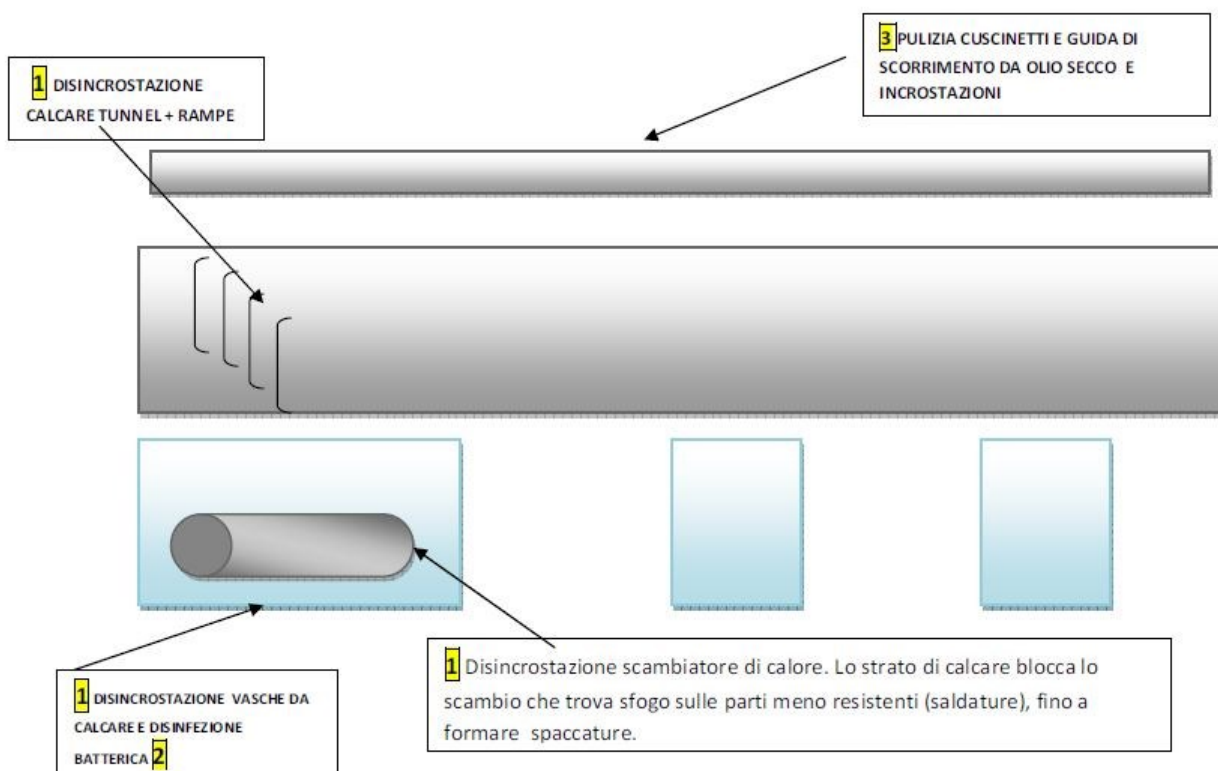 3 PULIZIA CUSCINETTI E GUIDA DI
SCORRIMENTO DA OLIO SECCO E
INCROSTAZIONI
1 DISINCROSTAZIONE
CALCARE TUNNEL + RAMPE
1 Disincrostazione scambiatore di calore. Lo strato di calcare blocca lo
scambio che trova sfogo sulle parti meno resistenti (saldature), fino a
formare spaccature.
1 DISINCROSTAZIONE VASCHE DA
CALCARE E DISINFEZIONE
BATTERICA 2